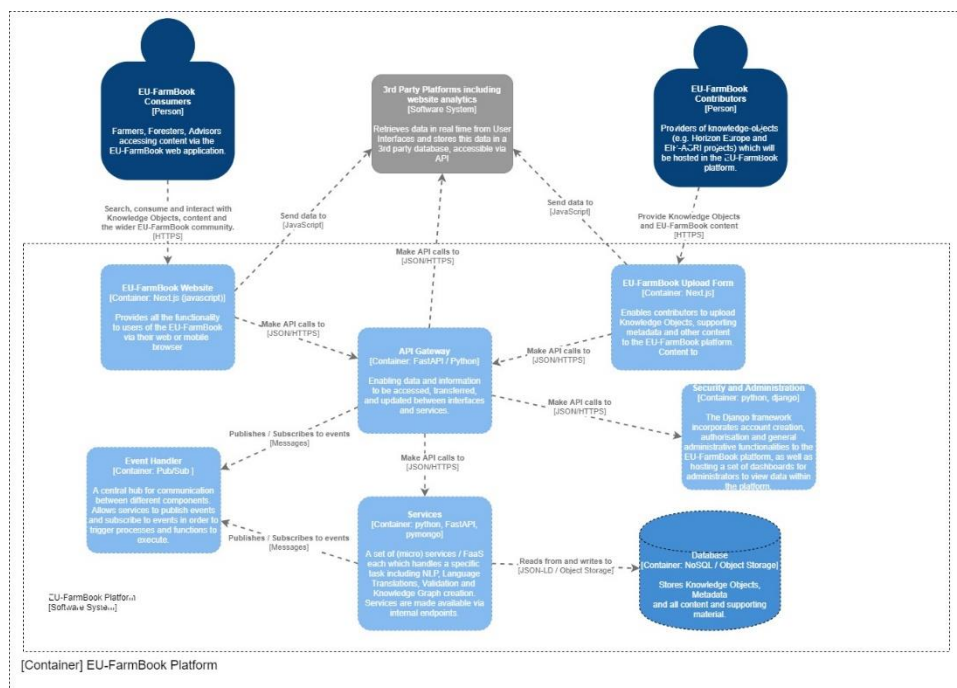 EU-FarmBook
Consumers
[Person]
Farmers, Foresters, Advisors
accessing content via the
EU-FarmBook web application.
3rd Party Platforms including
website analytics
[Software System]
Retrieves data in real time from User
Interfaces and stores this data in a
3rd party database, accessible via
API
EU-FarmBook
Contributors
[Person]
Providers of knowledge-objects
(e.g. Horizon Europe and
EIP-AGRI projects) which will
be hosted in the EU-FarmBook
platform.
Search, consume and interact with
Knowledge Objects, content and
the wider EU-FarmBook community.
[HTTPS]
Send data to
[JavaScript]
Make API calls to
[JSON/HTTPS]
Send data to
[JavaScript]
Provide Knowledge Objects
and EU-FarmBook content
[HTTPS]
EU-FarmBook Website
[Container: Next.js (javascript)]
Provides all the functionality
to users of the EU-FarmBook
via their web or mobile
browser
EU-FarmBook Upload Form
[Container: Next.js]
Enables contributors to upload
Knowledge Objects, supporting
metadata and other content
to the EU-FarmBook platform.
Content to
Make API calls to
[JSON/HTTPS]
Make API calls to
[JSON/HTTPS]
API Gateway
[Container: FastAPI / Python]
Enabling data and information
to be accessed, transferred,
and updated between interfaces
and services.
Make API calls to
[JSON/HTTPS]
Security and Administration
[Container: python, django]
The Django framework
incorporates account creation,
authorisation and general
administrative functionalities to the
EU-FarmBook platform, as well as
hosting a set of dashboards for
administrators to view data within
the platform.
Publishes / Subscribes to events
[Messages]
Make API calls to
[JSON/HTTPS]
Event Handler
[Container: Pub/Sub ]
A central hub for communication
between different components.
Allows services to publish events
and subscribe to events in order to
trigger processes and functions to
execute.
Publishes / Subscribes to events
[Messages]
Services
[Container: python, FastAPI,
pymongo]
A set of (micro) services / FaaS
each which handles a specific
task including NLP, Language
Translations, Validation and
Knowledge Graph creation.
Services are made available via
internal endpoints.
Reads from and writes to
[JSON-LD / Object Storage]
Database
[Container: NoSQL / Object Storage]
Stores Knowledge Objects,
Metadata
and all content and supporting
material.
EU-FarmBook Platform
[Software System]
[Container] EU-FarmBook Platform